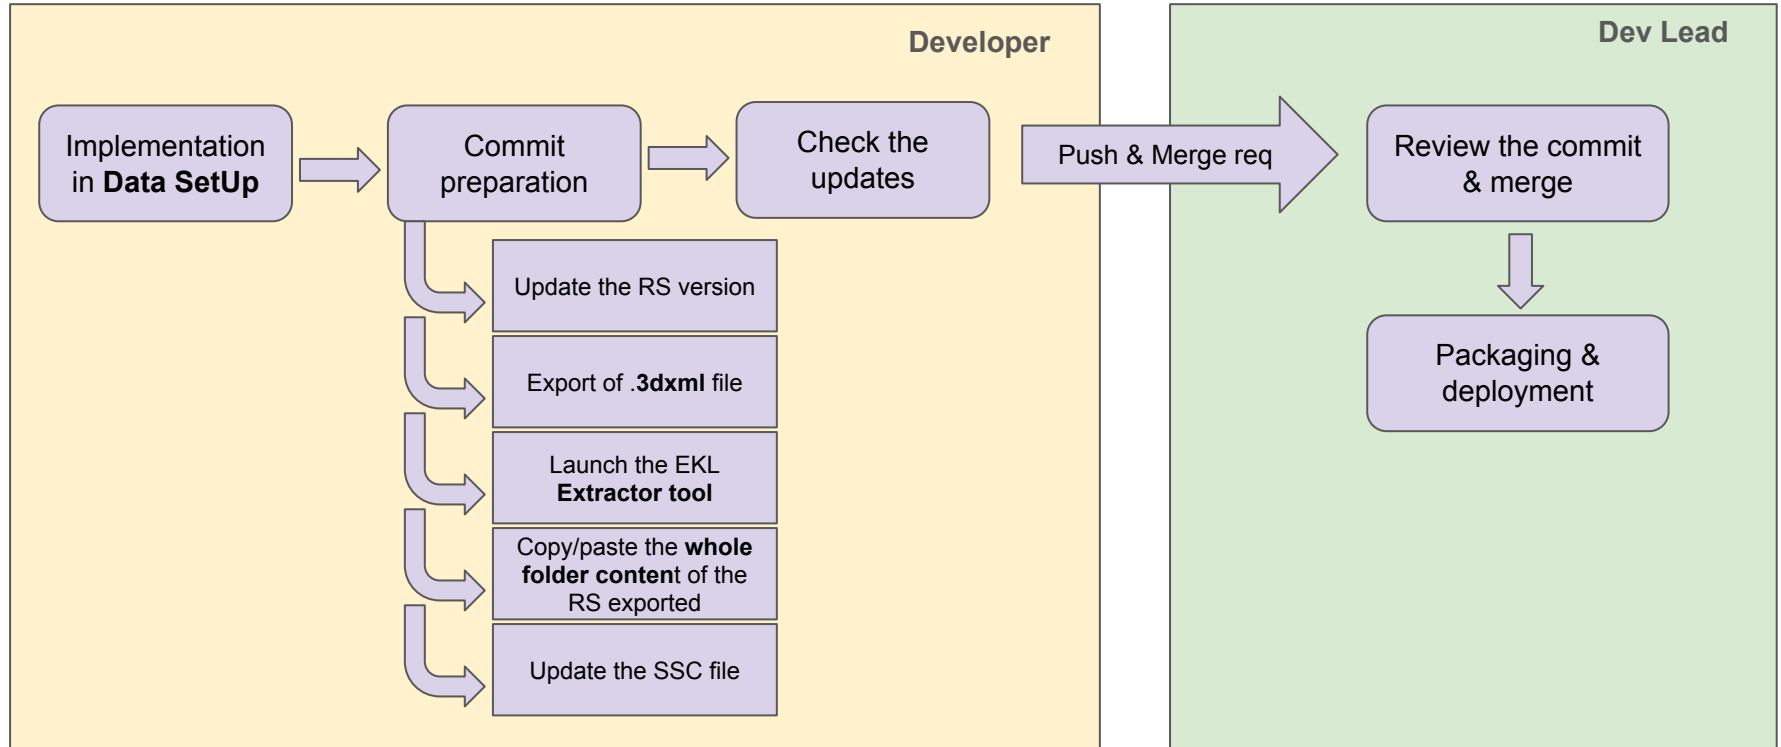 Developer
Implementation
in Data SetUp
Commit
preparation
Check the
updates
Update the RS version
Export of .3dxml file
Launch the EKL
Extractor tool
Copy/paste the whole
folder content of the
RS exported
Update the SSC file
Push & Merge req
Dev Lead
Review the commit
& merge
Packaging &
deployment